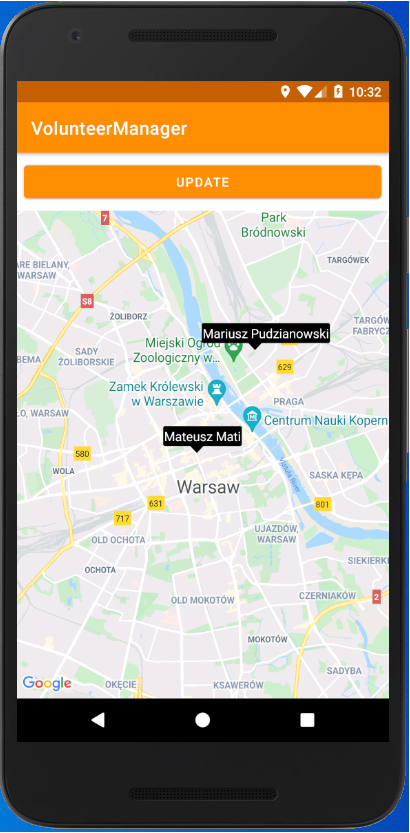 10:32
VolunteerManager
UPDATE
7
Park
Bródnowski
TARGÓWEK
ARE BIELANY,
WARSAW
S8
ŻOLIBORZ
Mariusz Pudzianowski
TARGÓW
FABRYCZ
Miejski Ogród
Zoologiczny w...
SADY
ŻOLIBORSKIE
BEMA
629
Zamek Królewski
w Warszawie
PRAGA
O, WARSAW
Centrum Nauki Kopern
Mateusz Mati
580
WOLA
Vistula River
SASKA KĘPA
Warsaw
631
801
717
OLD OCHOTA
UJAZDÓW,
WARSAW
SIEKIERKI
OCHOTA
OLD MOKOTÓW
CZERNIAKÓW
2
MOKOTÓW
SADYBA
Google
OKĘCIE
KSAWERÓW